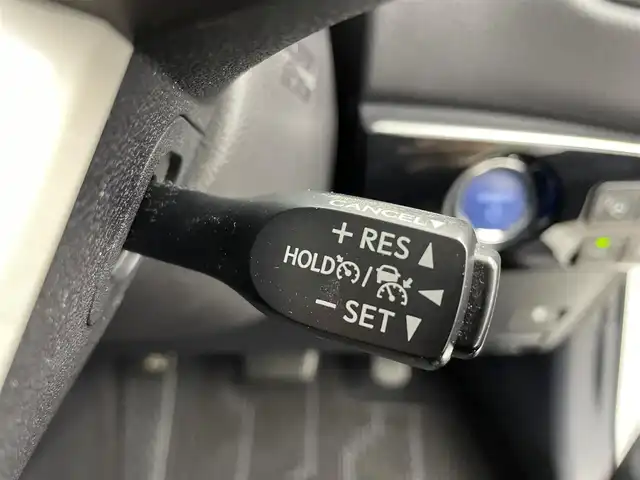 CANCEL▼
+ RES ▲
HOLD / ◀
− SET ▼